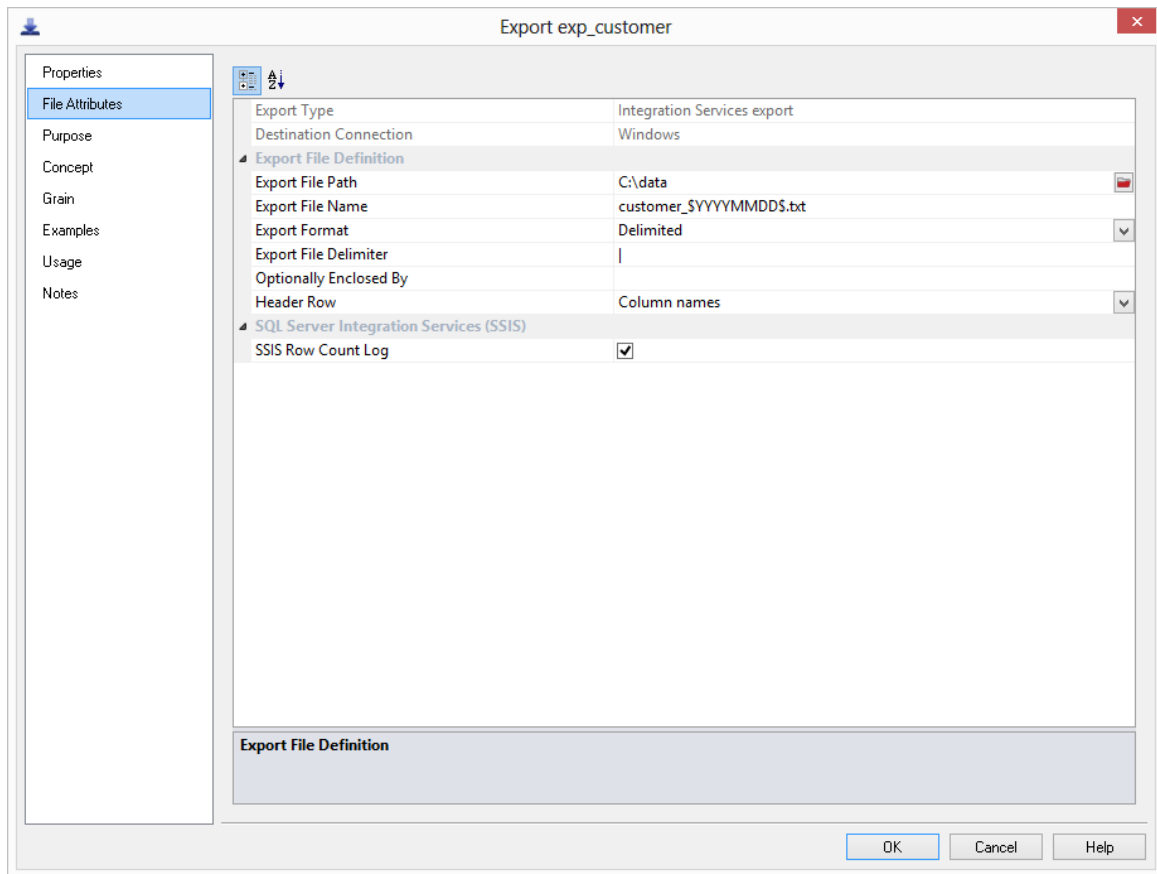 Export exp_customer
Properties
File Attributes
Purpose
Concept
Grain
Examples
Usage
Notes
Export Type Integration Services export
Destination Connection Windows
Export File Definition
Export File Path C:\data
Export File Name customer_$YYYYMMDD$.txt
Export Format Delimited
Export File Delimiter |
Optionally Enclosed By
Header Row Column names
SQL Server Integration Services (SSIS)
SSIS Row Count Log
Export File Definition
OK Cancel Help